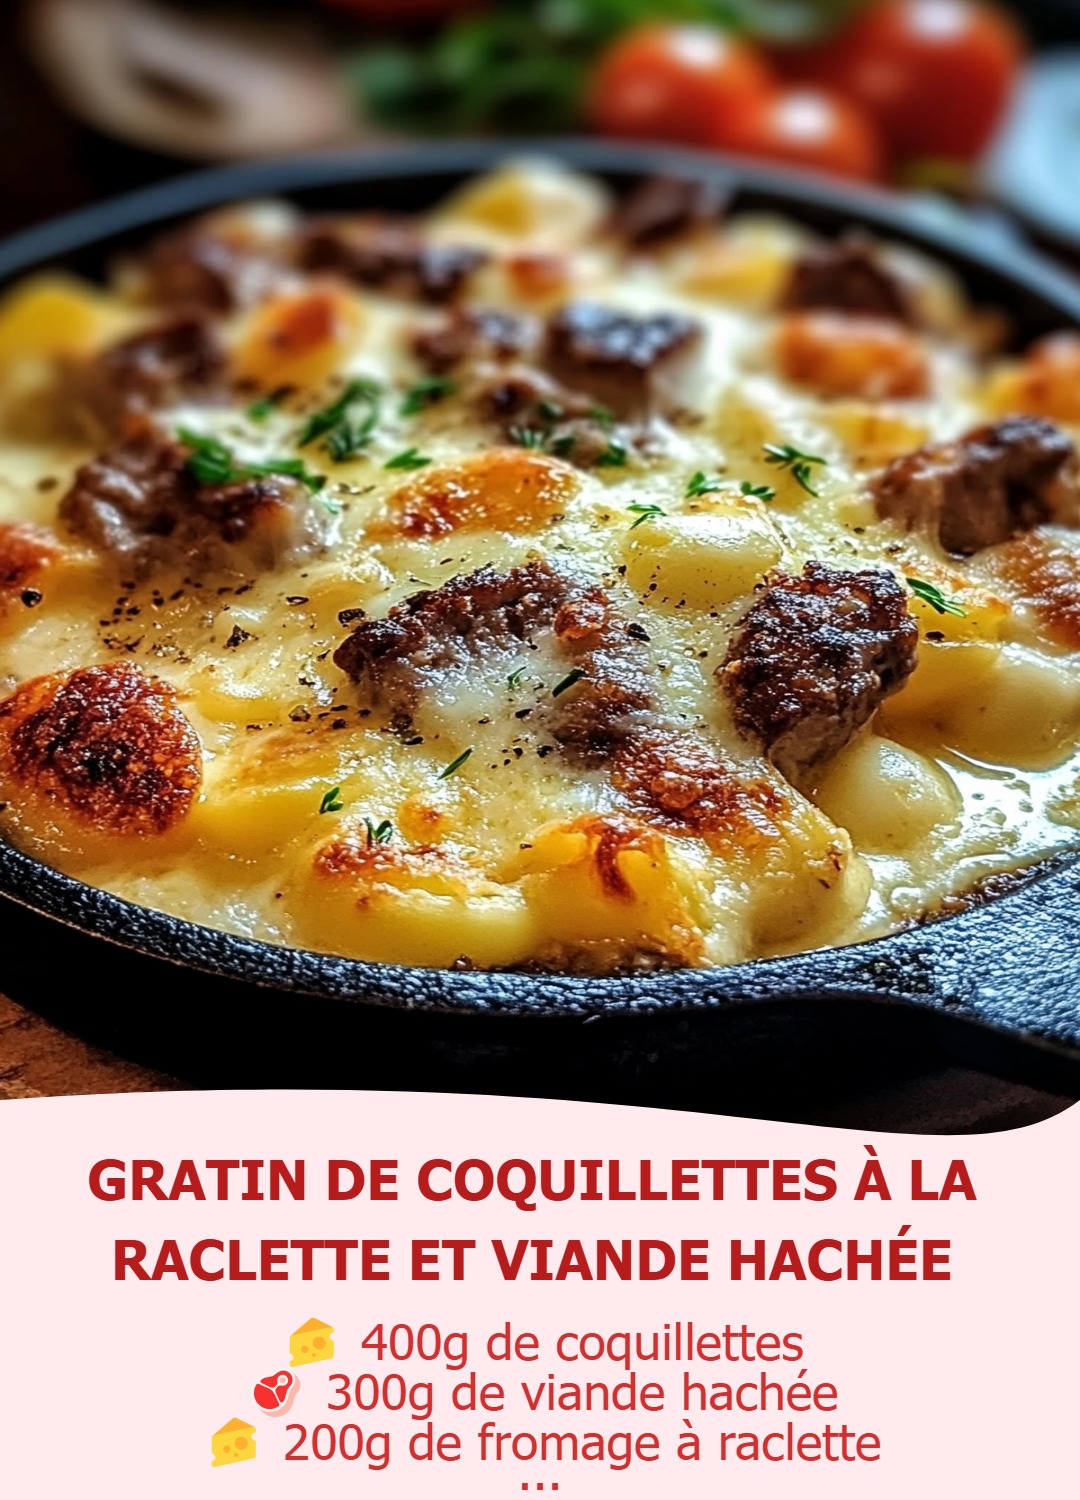 GRATIN DE COQUILLETTES À LA
RACLETTE ET VIANDE HACHÉE
🧀 400g de coquillettes
🥩 300g de viande hachée
🧀 200g de fromage à raclette
...